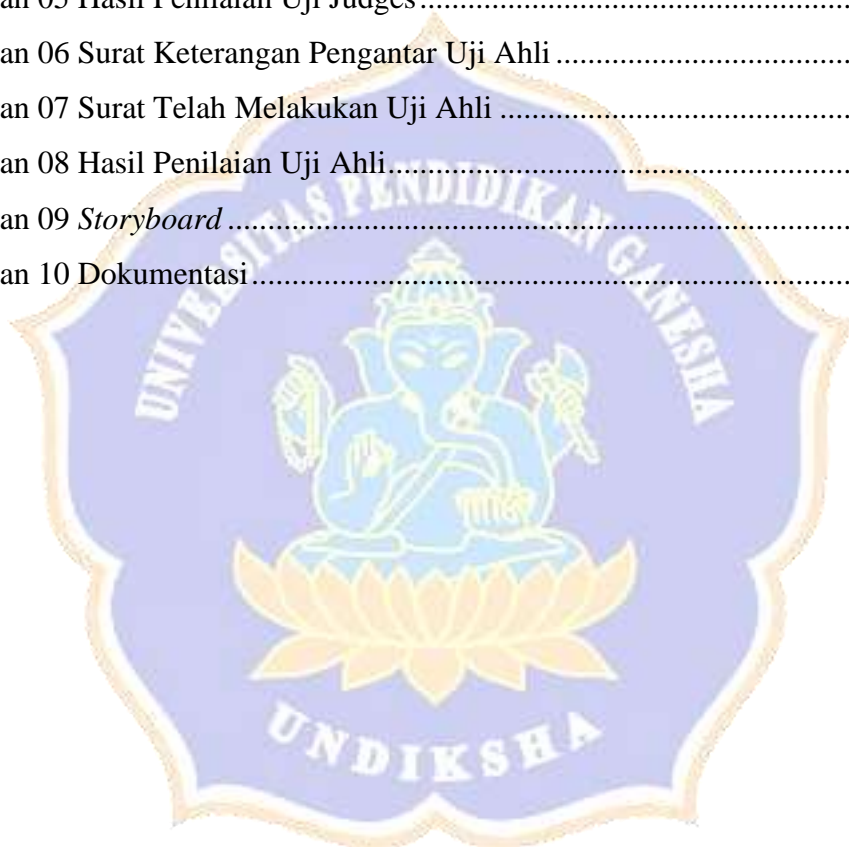 an 05 Hasil Penilaian Uji Judges....................................................
an 06 Surat Keterangan Pengantar Uji Ahli ....................................
an 07 Surat Telah Melakukan Uji Ahli ...........................................
an 08 Hasil Penilaian Uji Ahli........................................................
an 09 Storyboard ...........................................................................
an 10 Dokumentasi.........................................................................
UNIVERSITAS PENDIDIKAN GANESHA
UNDIKSHA